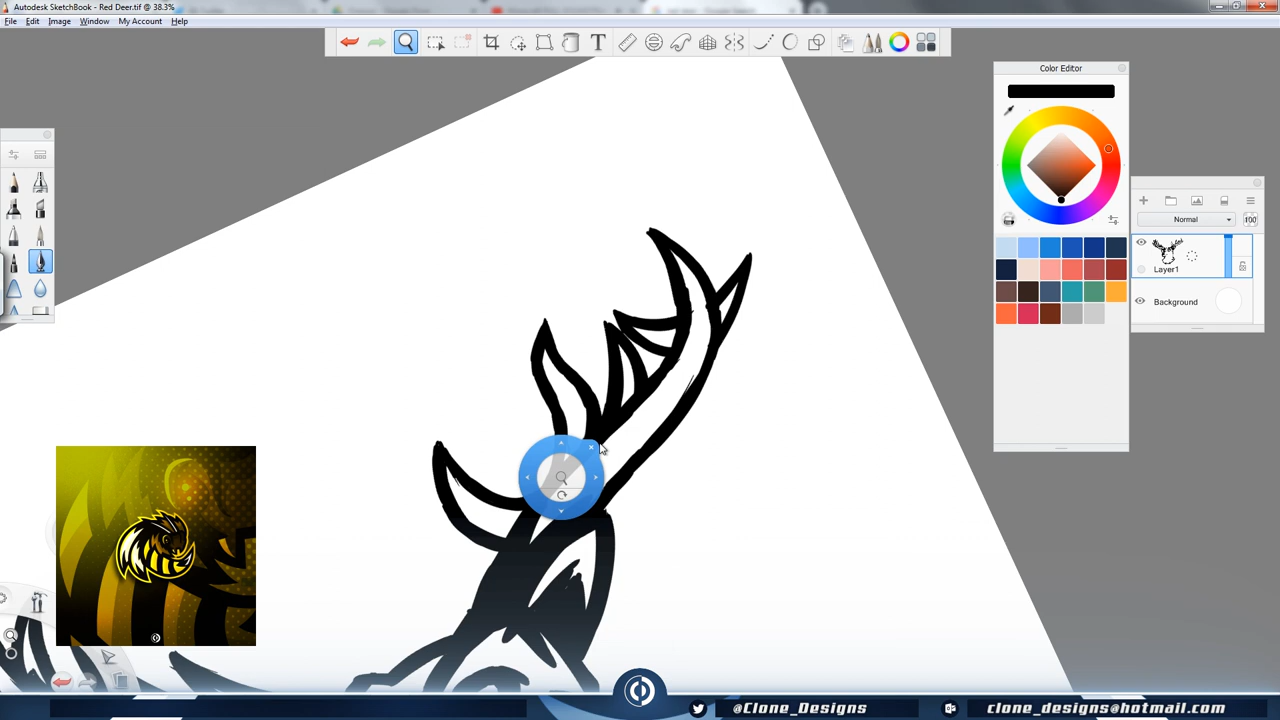 Autodesk SketchBook - Red Deer.tif @ 38.3%
File Edit Image Window My Account Help
Color Editor
Normal
100
Layer1
Background
@Clone_Designs
clone_designs@hotmail.com